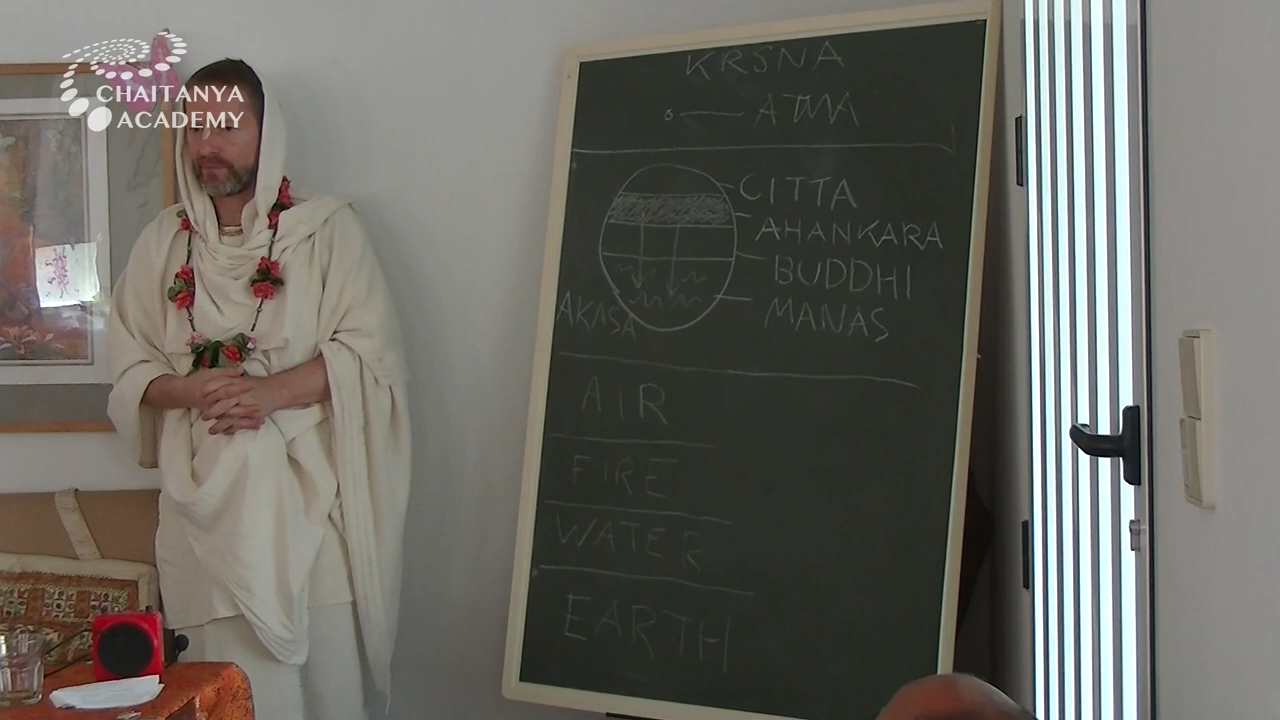 CHAITANYA
ACADEMY
KRSNA
ATMA
CITTA
AHANKARA
BUDDHI
MANAS
AKASA
AIR
FIRE
WATER
EARTH